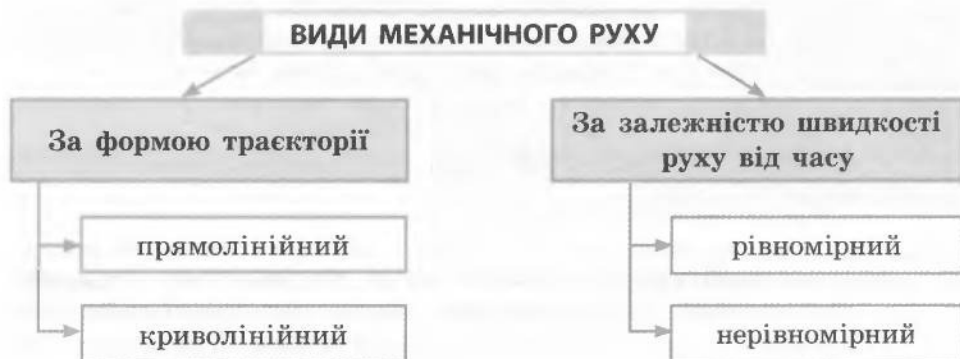 ВИДИ МЕХАНІЧНОГО РУХУ
За формою траєкторії
прямолінійний
криволінійний
За залежністю швидкості
руху від часу
рівномірний
нерівномірний